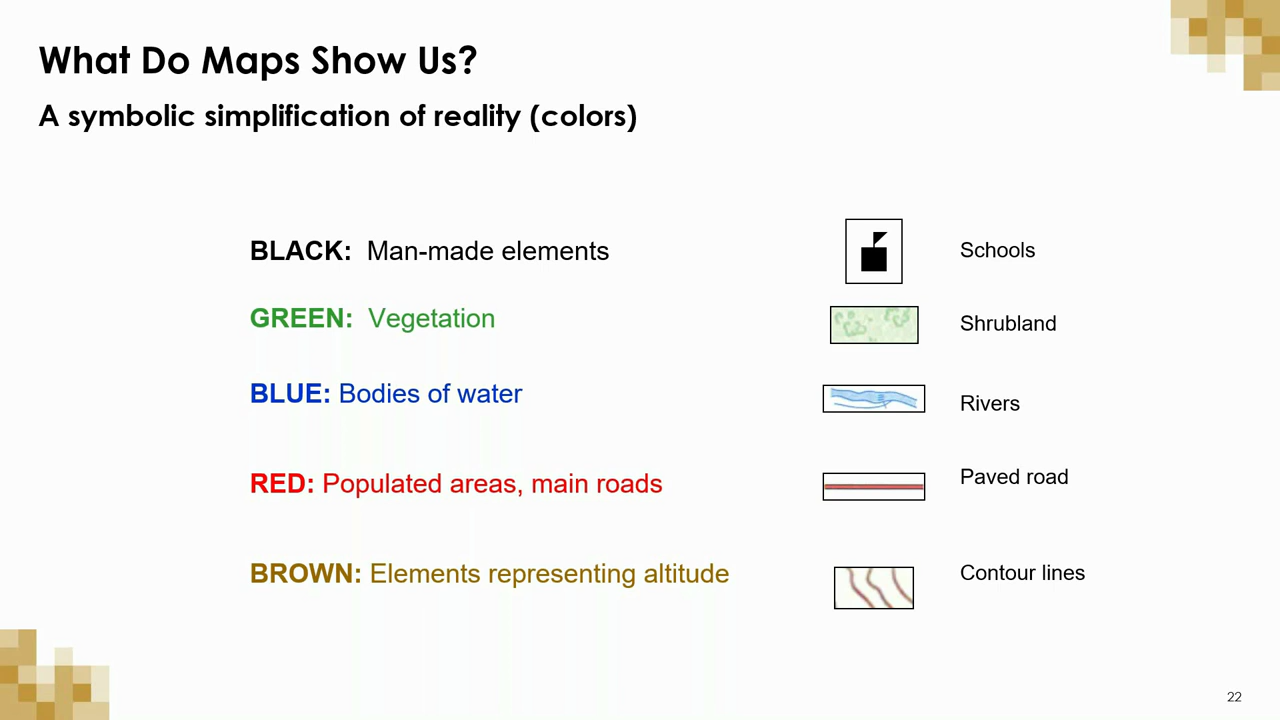 What Do Maps Show Us?
A symbolic simplification of reality (colors)
BLACK: Man-made elements
Schools
GREEN: Vegetation
Shrubland
BLUE: Bodies of water
Rivers
RED: Populated areas, main roads
Paved road
BROWN: Elements representing altitude
Contour lines
22